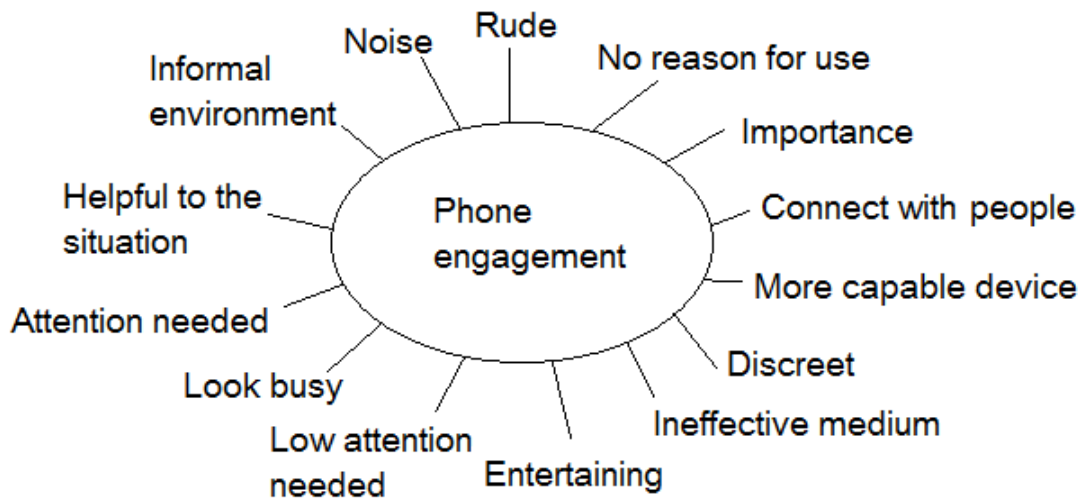 Rude
Noise
No reason for use
Informal
environment
Importance
Helpful to the
situation
Phone
engagement
Connect with people
More capable device
Attention needed
Discreet
Look busy
Ineffective medium
Low attention
needed
Entertaining